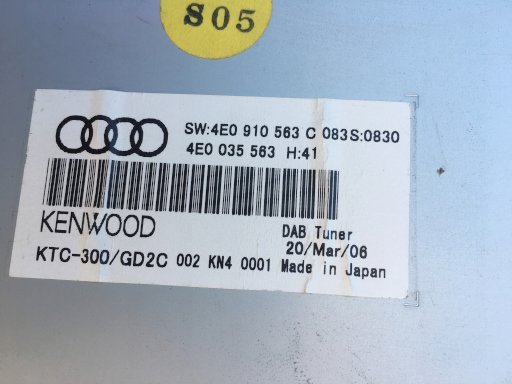 S05
SW:4E0 910 563 C 083S:0830
4E0 035 563 H:41
KENWOOD
DAB Tuner
20/Mar/06
KTC-300/GD2C 002 KN4 0001 Made in Japan